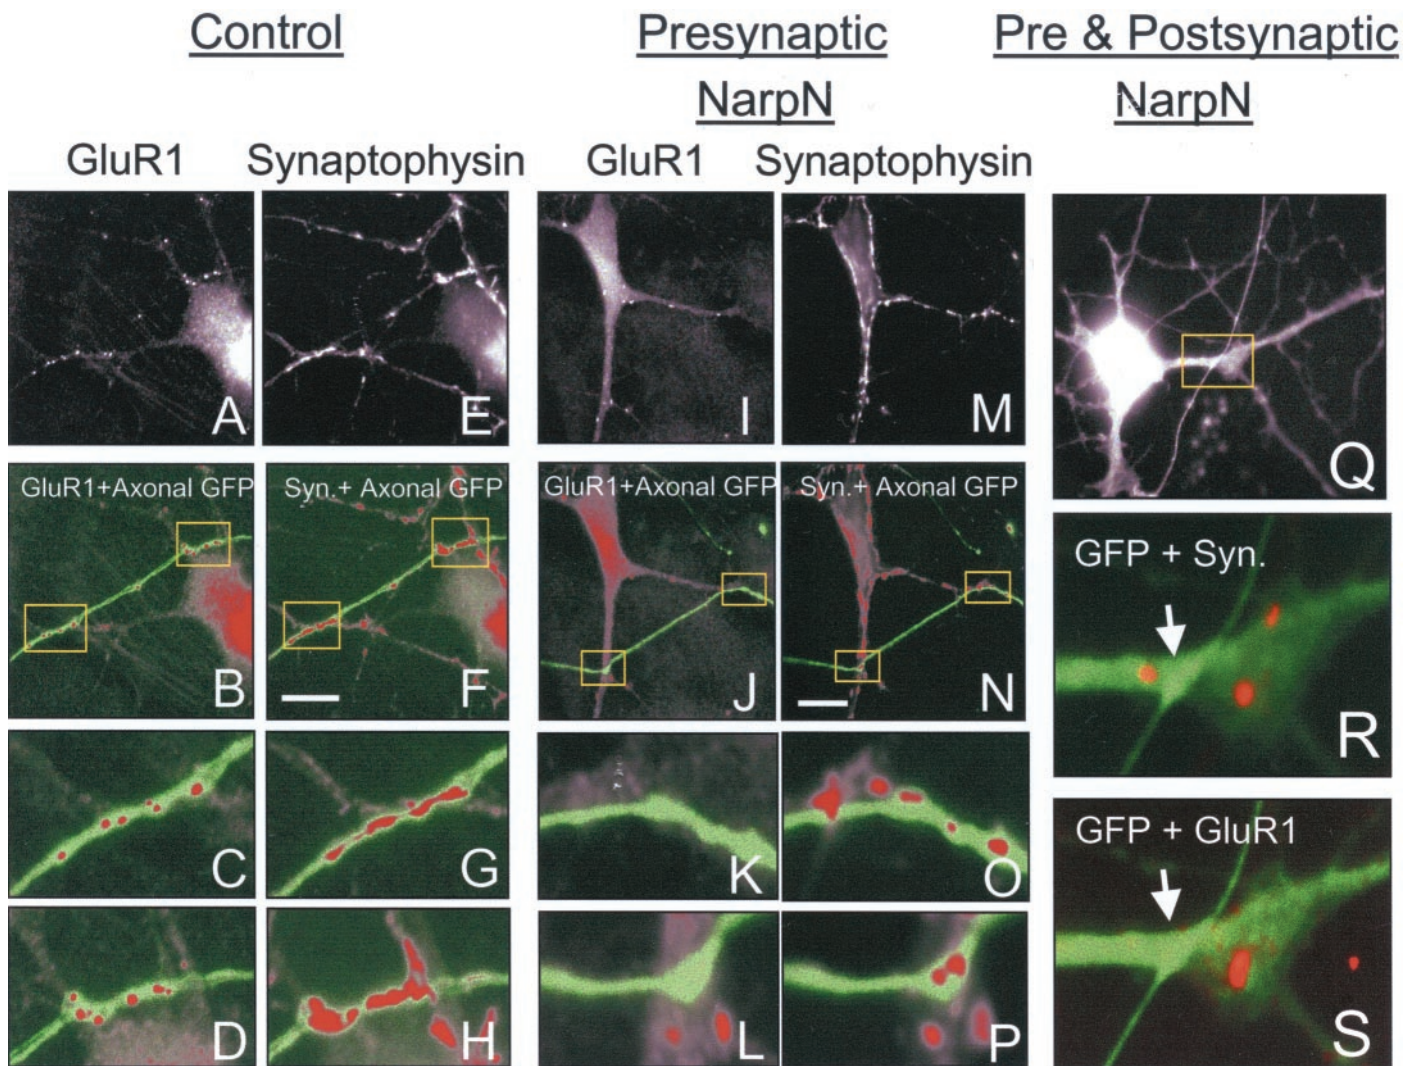 Control
Presynaptic
Pre & Postsynaptic
NarpN
NarpN
GluR1
Synaptophysin
GluR1
Synaptophysin
A
E
I
M
Q
GluR1+Axonal GFP
Syn.+ Axonal GFP
GluR1+Axonal GFP
Syn.+ Axonal GFP
B
F
J
N
GFP + Syn.
R
C
G
K
O
GFP + GluR1
D
H
L
P
S